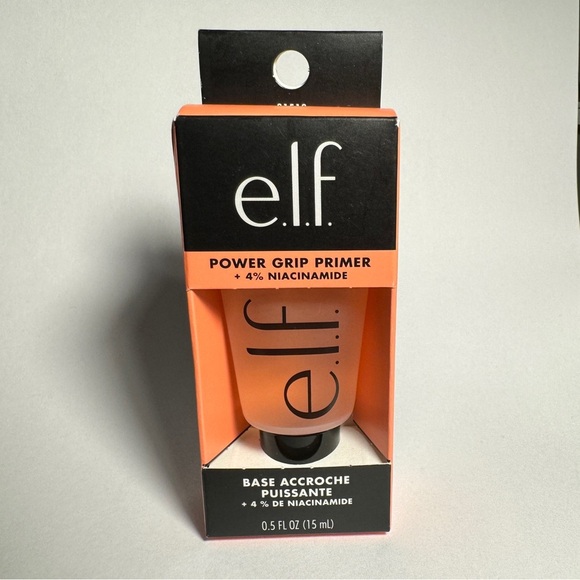 e.l.f.
POWER GRIP PRIMER
+ 4% NIACINAMIDE
e.l.f.
BASE ACCROCHE
PUISSANTE
+ 4 % DE NIACINAMIDE
0.5 FL OZ (15 mL)